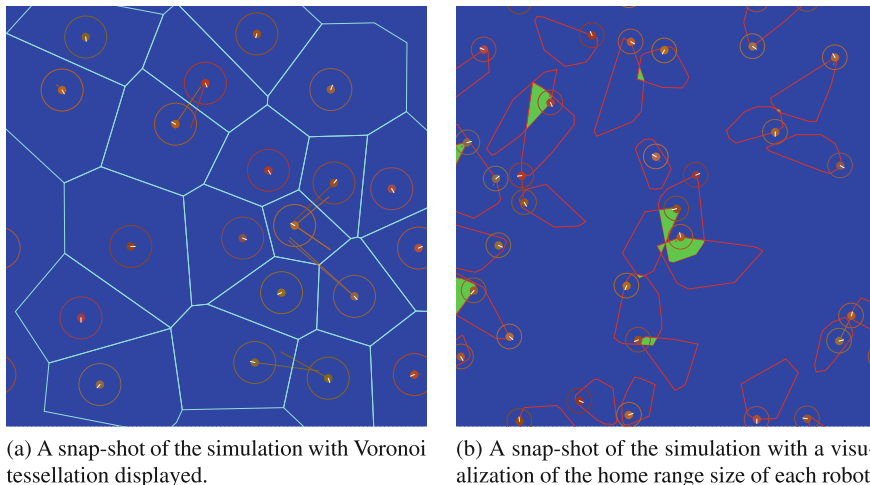 (a) A snap-shot of the simulation with Voronoi
tessellation displayed.
(b) A snap-shot of the simulation with a visu-
alization of the home range size of each robot